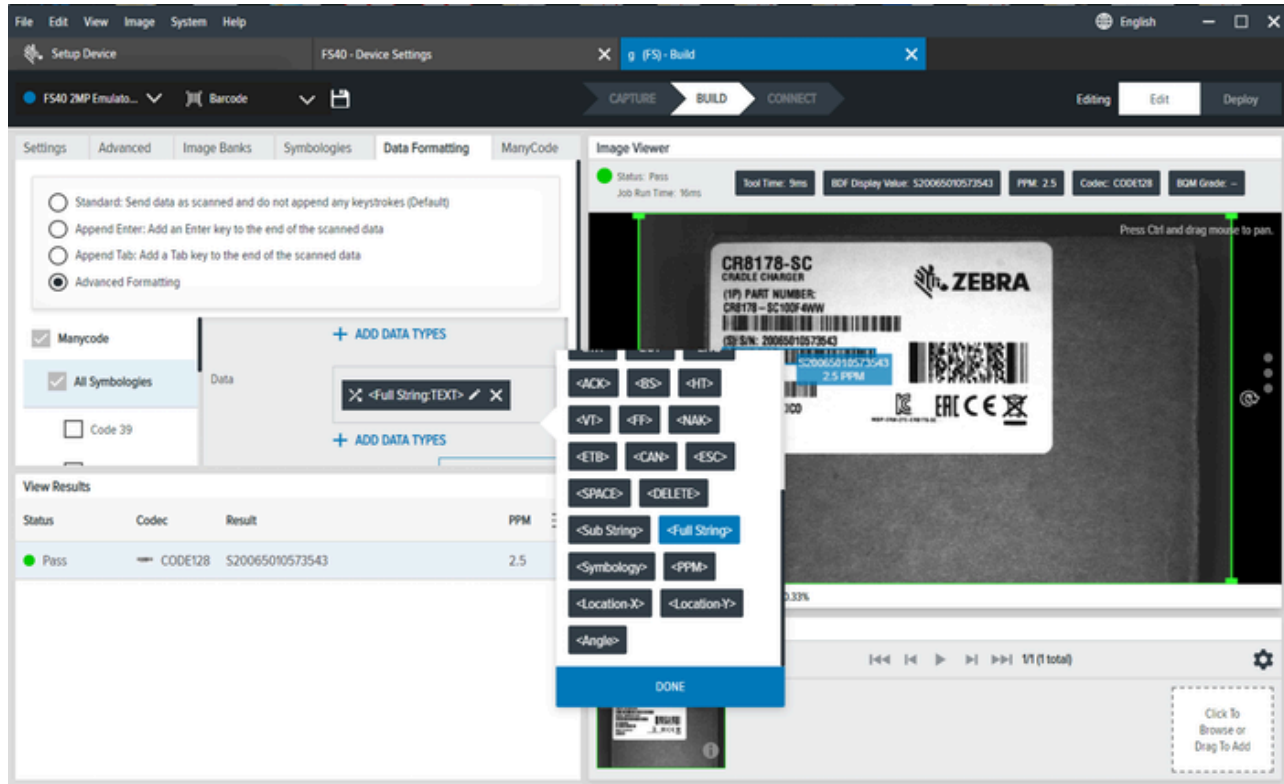 File Edit View Image System Help
English
Setup Device
FS40 - Device Settings
g (FS) - Build
FS40 2MP Emulato...
Barcode
CAPTURE BUILD CONNECT
Editing Edit Deploy
Settings Advanced Image Banks Symbologies Data Formatting ManyCode
Standard: Send data as scanned and do not append any keystrokes (Default)
Append Enter: Add an Enter key to the end of the scanned data
Append Tab: Add a Tab key to the end of the scanned data
Advanced Formatting
Manycode
All Symbologies
Code 39
+ ADD DATA TYPES
Data
<Full String:TEXT>
+ ADD DATA TYPES
<ACK> <BS> <HT>
<VT> <FF> <NAK>
<ETB> <CAN> <ESC>
<SPACE> <DELETE>
<Sub String> <Full String>
<Symbology> <PPM>
<Location-X> <Location-Y>
<Angle>
DONE
View Results
Status Codec Result PPM
Pass CODE128 S20065010573543 2.5
Image Viewer
Status: Pass
Job Run Time: 16ms
Tool Time: 9ms
BDF Display Value: S20065010573543
PPM: 2.5
Codec: CODE128
BQM Grade: --
Press Ctrl and drag mouse to pan.
CR8178-SC
CRADLE CHARGER
(1P) PART NUMBER:
CR8178-SC100F4WW
(S) S/N: 20065010573543
ZEBRA
S20065010573543
2.5 PPM
ICO
CE
0.33%
1/1 (1 total)
Click To
Browse or
Drag To Add